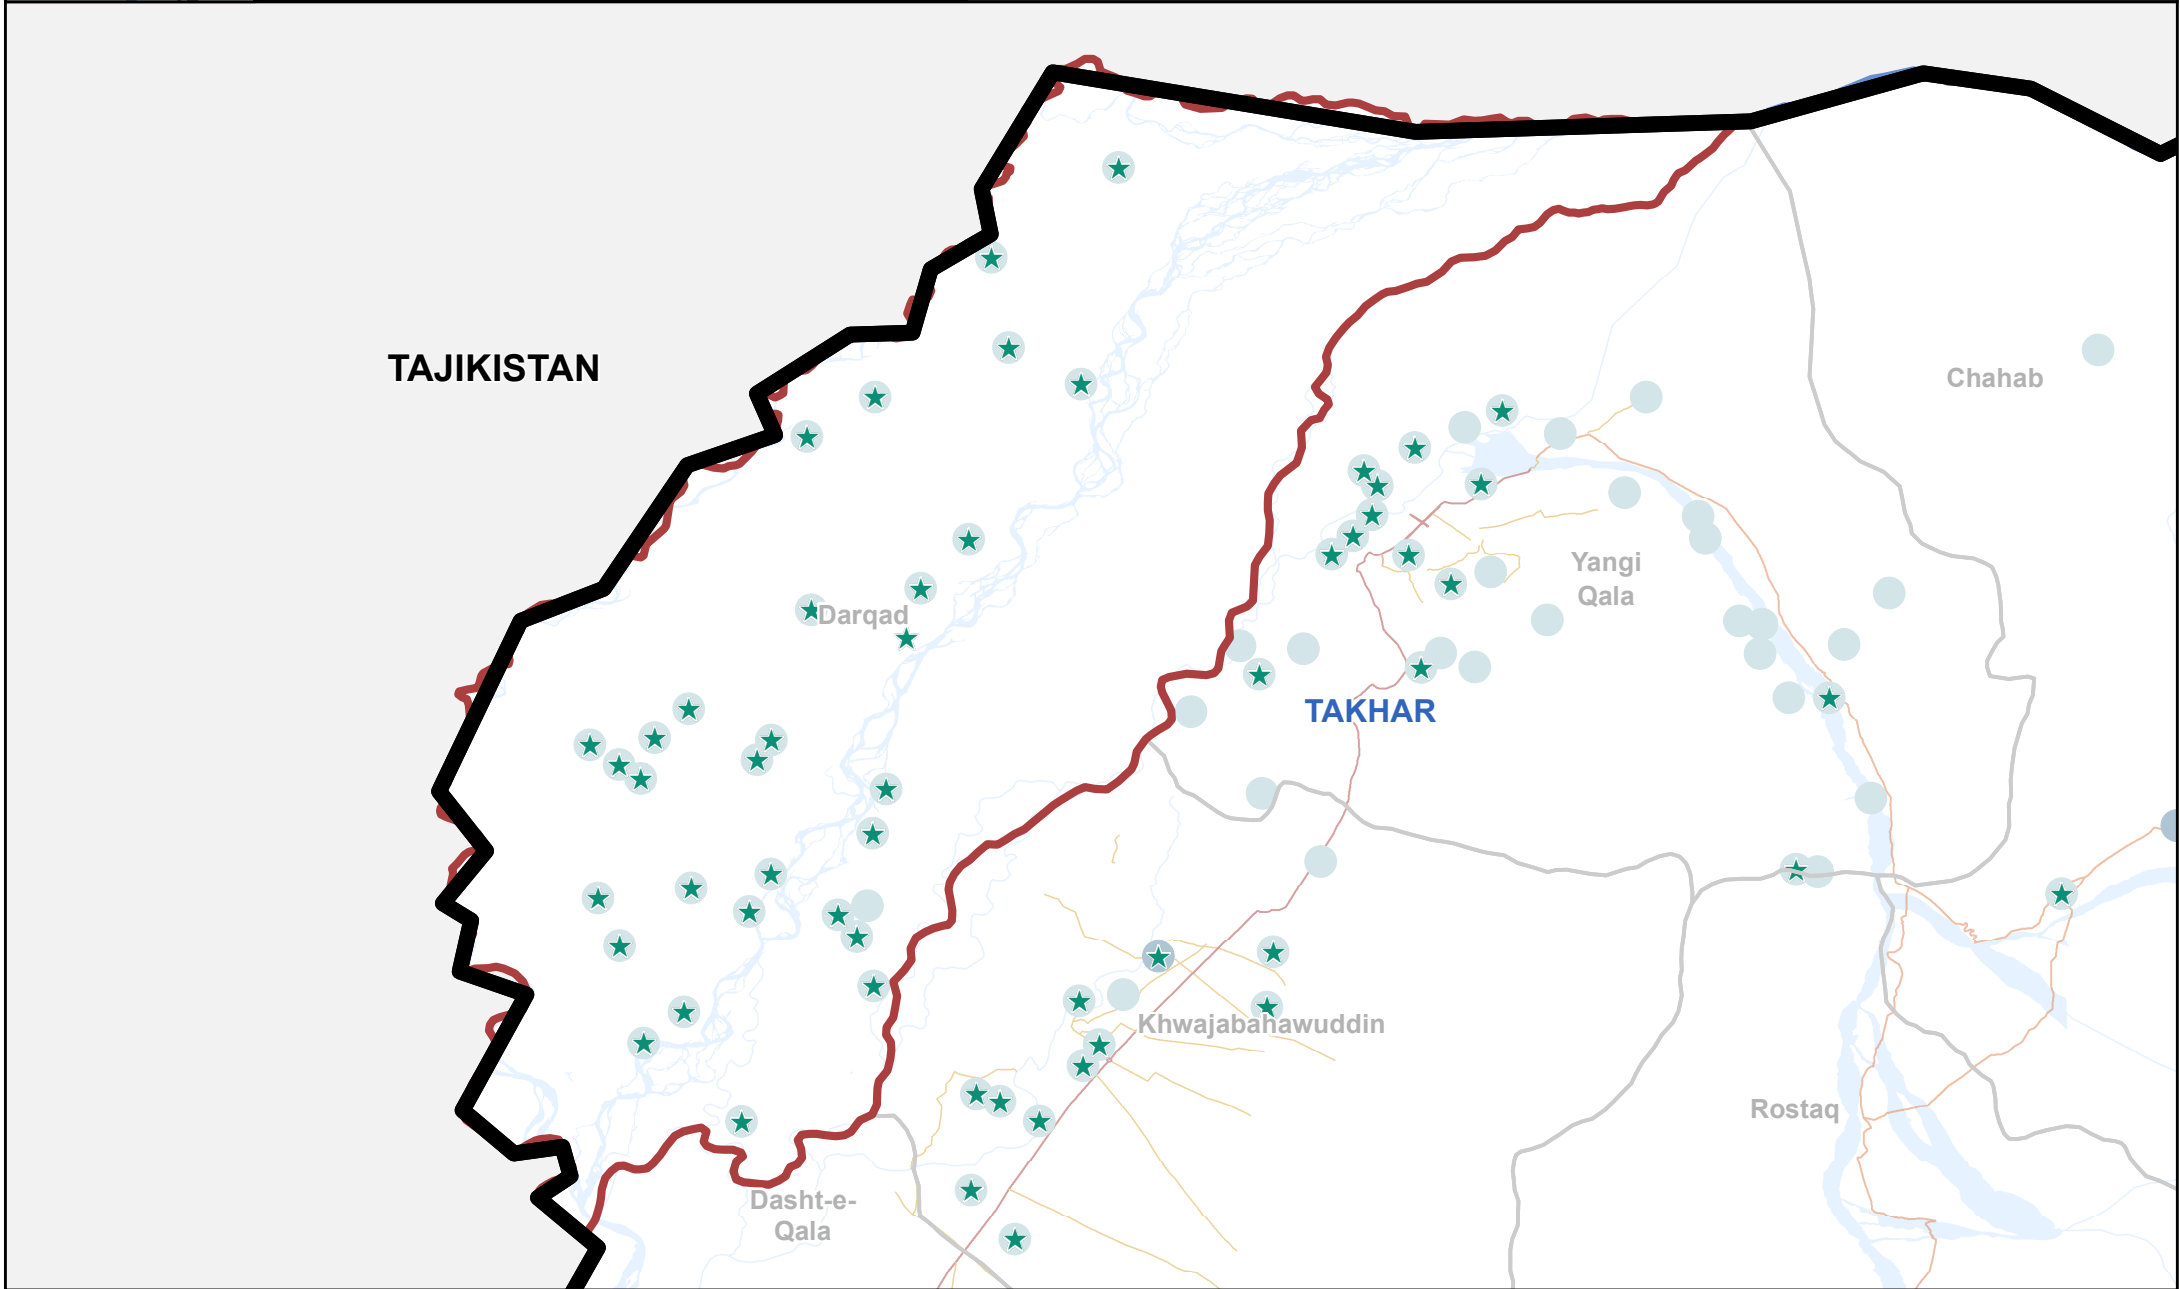 TAJIKISTAN
Chahab
Yangi
Qala
Darqad
TAKHAR
Khwajabahawuddin
Rostaq
Dasht-e-
Qala